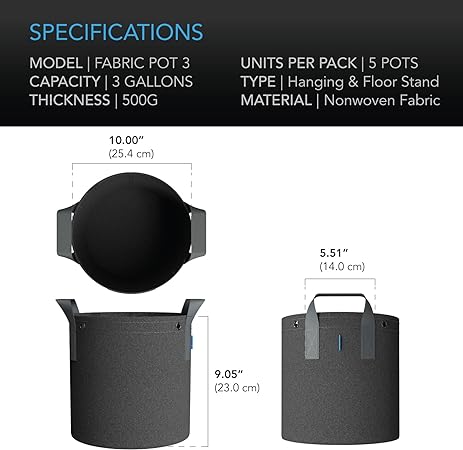 SPECIFICATIONS
MODEL | FABRIC POT 3
CAPACITY | 3 GALLONS
THICKNESS | 500G
UNITS PER PACK | 5 POTS
TYPE | Hanging & Floor Stand
MATERIAL | Nonwoven Fabric
10.00”
(25.4 cm)
5.51”
(14.0 cm)
9.05”
(23.0 cm)